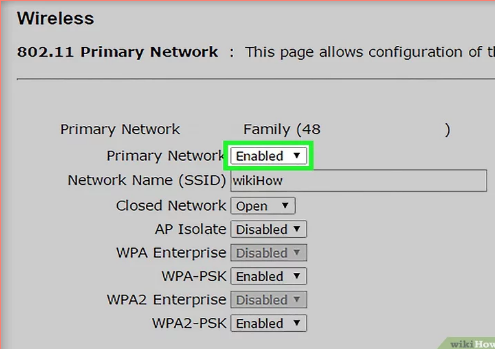 Wireless
802.11 Primary Network : This page allows configuration of
Primary Network Family (48 )
Primary Network Enabled
Network Name (SSID) wikiHow
Closed Network Open
AP Isolate Disabled
WPA Enterprise Disabled
WPA-PSK Enabled
WPA2 Enterprise Disabled
WPA2-PSK Enabled